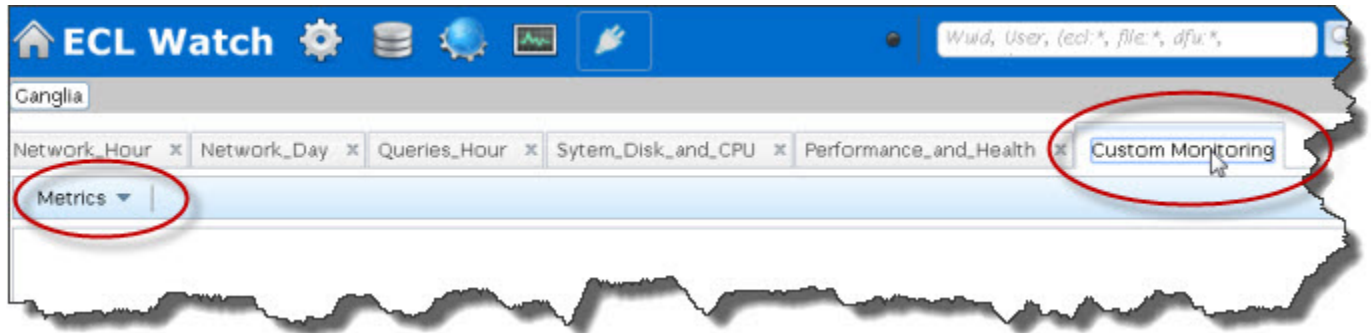 ECL Watch
Wuid, User, (ecl:*, file:*, dfu:*,
Ganglia
Network_Hour x Network_Day x Queries_Hour x Sytem_Disk_and_CPU x Performance_and_Health x Custom Monitoring
Metrics